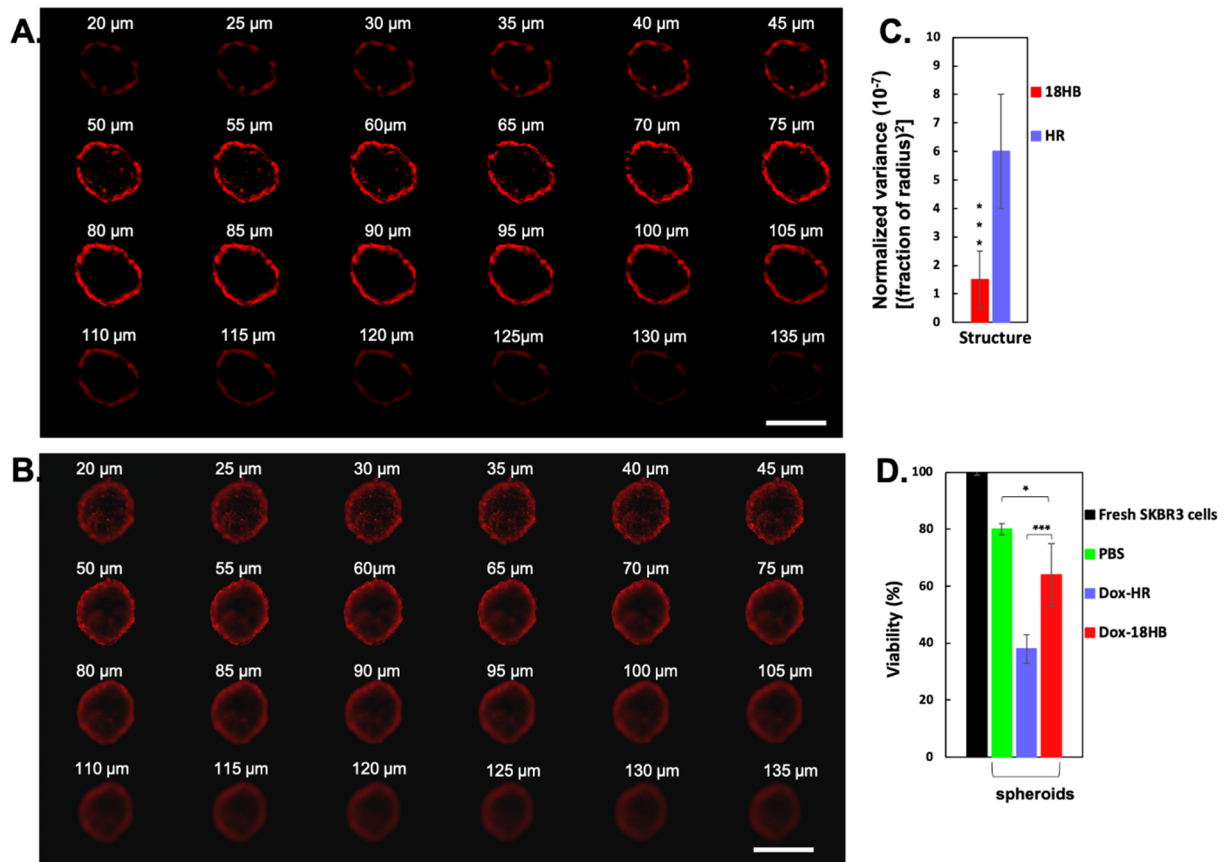 A.
20 µm 25 µm 30 µm 35 µm 40 µm 45 µm
50 µm 55 µm 60µm 65 µm 70 µm 75 µm
80 µm 85 µm 90 µm 95 µm 100 µm 105 µm
110 µm 115 µm 120 µm 125µm 130 µm 135 µm
B.
20 µm 25 µm 30 µm 35 µm 40 µm 45 µm
50 µm 55 µm 60µm 65 µm 70 µm 75 µm
80 µm 85 µm 90 µm 95 µm 100 µm 105 µm
110 µm 115 µm 120 µm 125 µm 130 µm 135 µm
C.
Normalized variance (10⁻⁷)
[(fraction of radius)²]
10
9
8
7
6
5
4
3
2
1
0
* * *
Structure
18HB
HR
D.
Viability (%)
100
80
60
40
20
0
*
***
spheroids
Fresh SKBR3 cells
PBS
Dox-HR
Dox-18HB